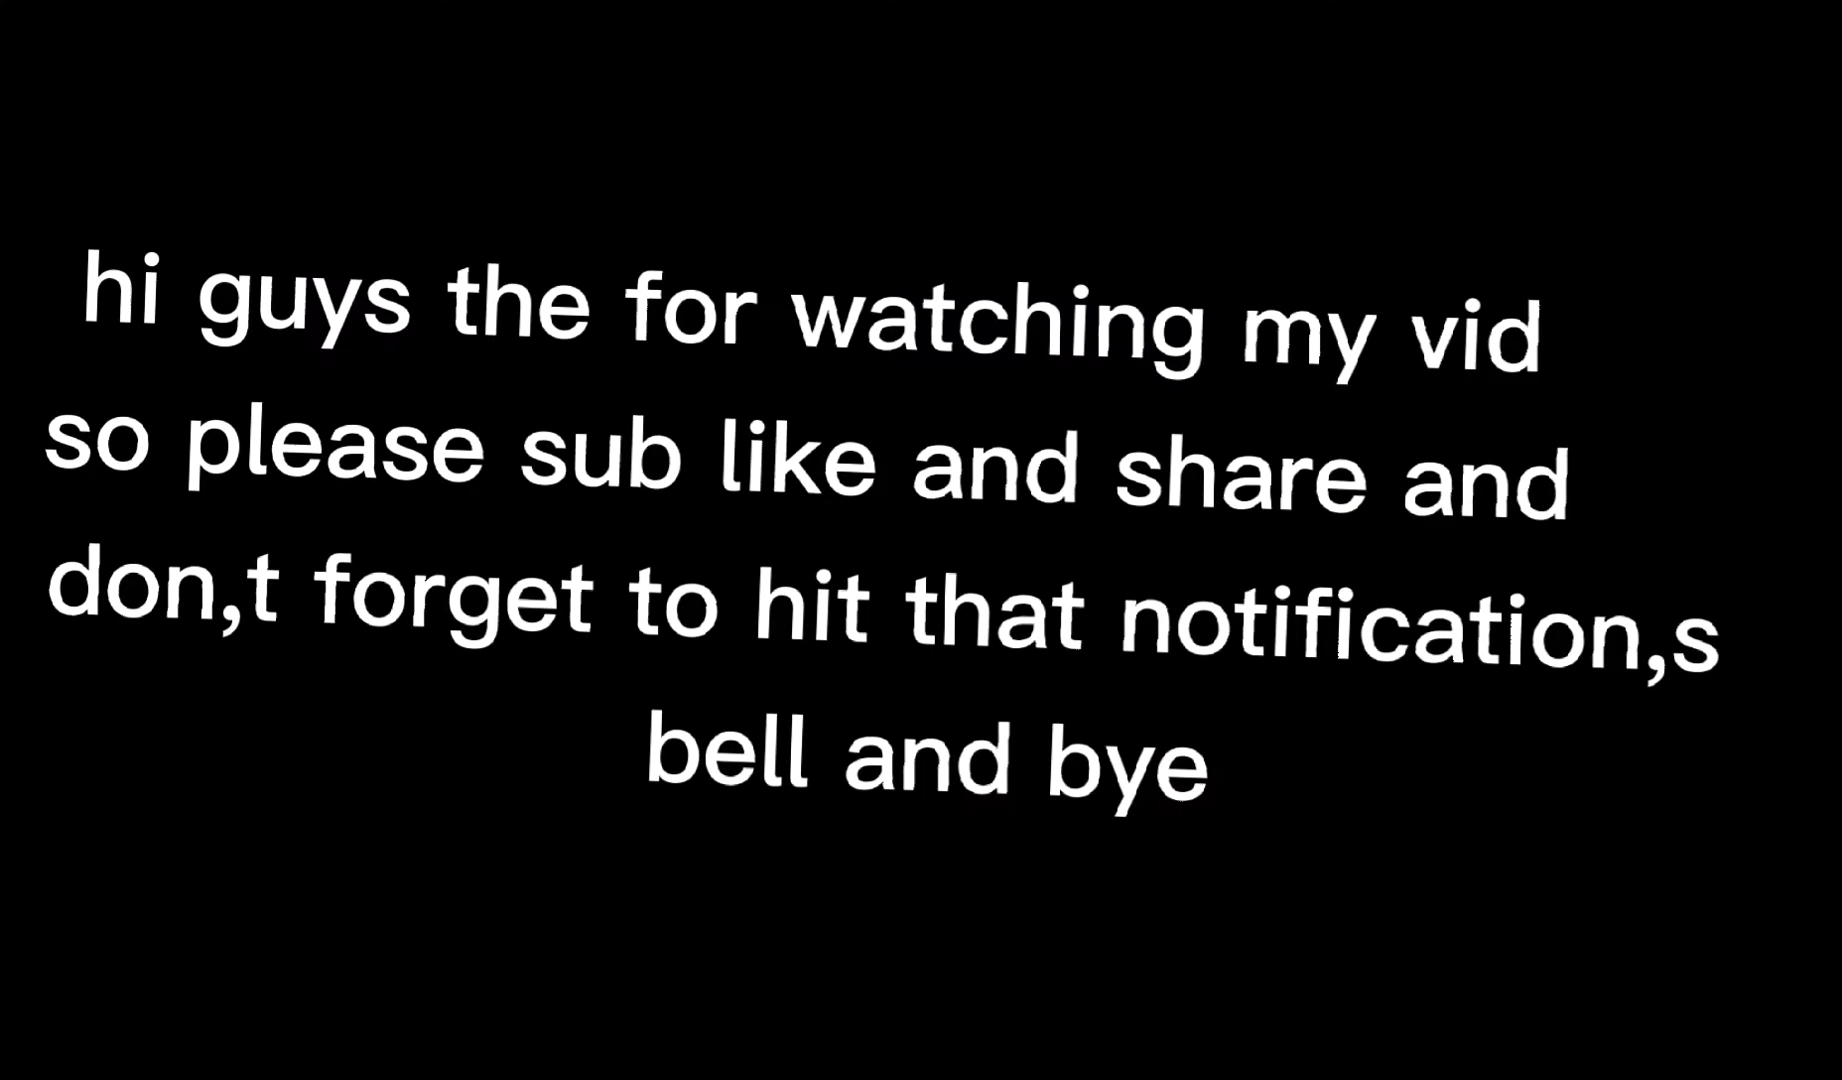 hi guys the for watching my vid
so please sub like and share and
don,t forget to hit that notification,s
bell and bye